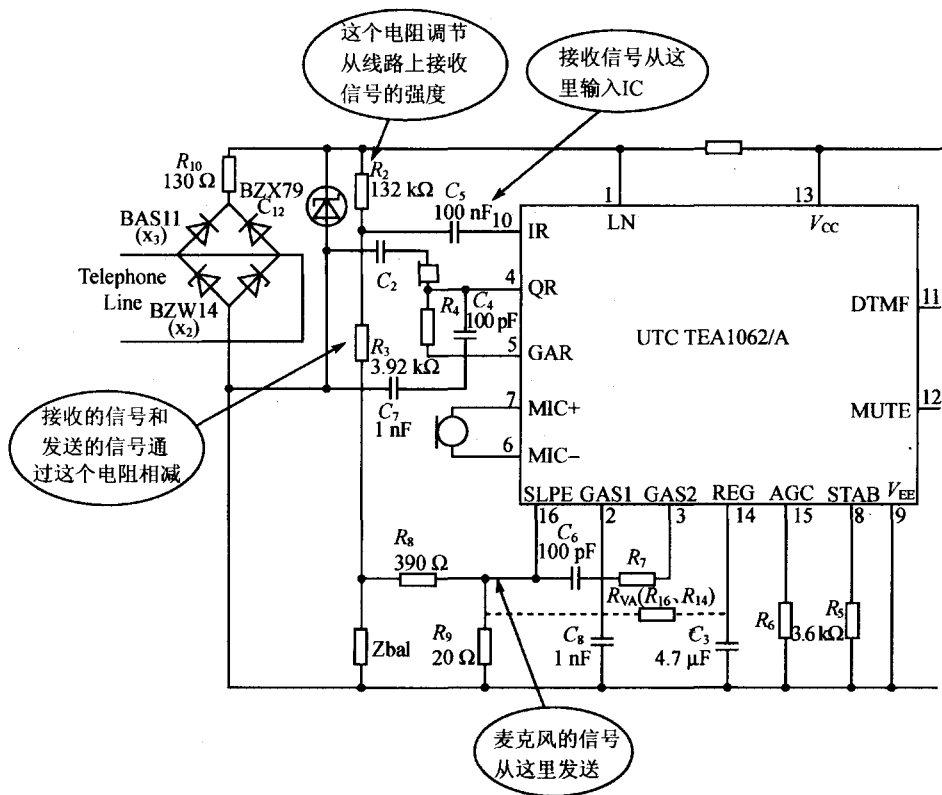 这个电阻调节
从线路上接收
信号的强度
接收信号从这
里输入IC
R10
130 Ω
BZX79
C12
BAS11
(x3)
Telephone
Line
BZW14
(x2)
R2
132 kΩ
C5
100 nF
10
IR
1
LN
13
VCC
C2
R4
C4
100 pF
4
QR
5
GAR
R3
3.92 kΩ
C7
1 nF
7
MIC+
6
MIC−
UTC TEA1062/A
11
DTMF
12
MUTE
接收的信号和
发送的信号通
过这个电阻相减
SLPE GAS1 GAS2 REG AGC STAB VEE
16 2 3 14 15 8 9
R8
390 Ω
C6
100 pF
R7
RVA(R16、R14)
Zbal
R9
20 Ω
C8
1 nF
C3
4.7 μF
R6
R5
3.6 kΩ
麦克风的信号
从这里发送